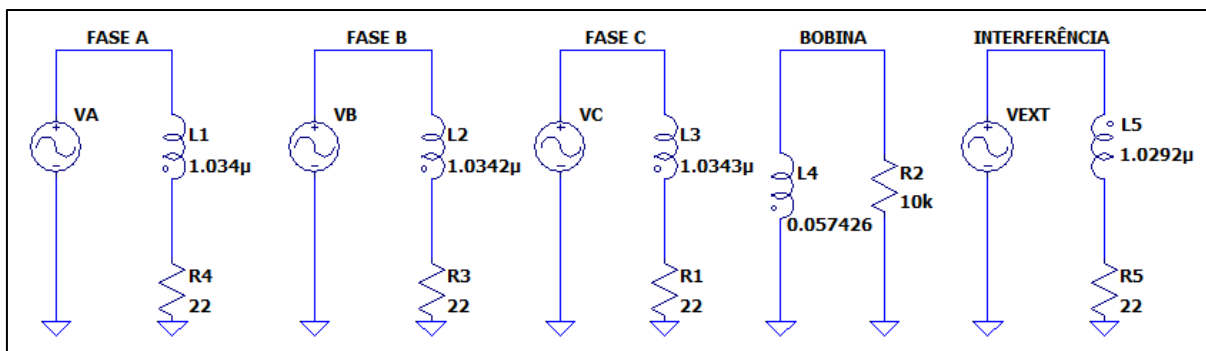 FASE A
FASE B
FASE C
BOBINA
INTERFERÊNCIA
VA
L1
1.034µ
R4
22
VB
L2
1.0342µ
R3
22
VC
L3
1.0343µ
R1
22
L4
0.057426
R2
10k
VEXT
L5
1.0292µ
R5
22